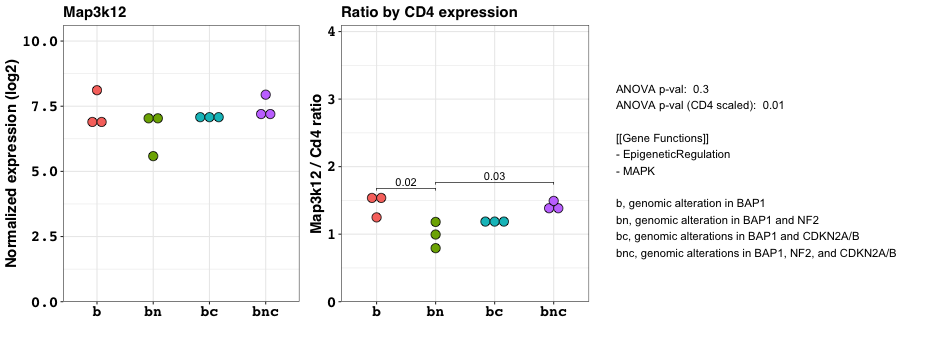 Map3k12
Normalized expression (log2)
10.0
7.5
5.0
2.5
0.0
b bn bc bnc
Ratio by CD4 expression
Map3k12 / Cd4 ratio
4
3
2
1
0
0.02
0.03
b bn bc bnc
ANOVA p-val: 0.3
ANOVA p-val (CD4 scaled): 0.01
[[Gene Functions]]
- EpigeneticRegulation
- MAPK
b, genomic alteration in BAP1
bn, genomic alteration in BAP1 and NF2
bc, genomic alterations in BAP1 and CDKN2A/B
bnc, genomic alterations in BAP1, NF2, and CDKN2A/B